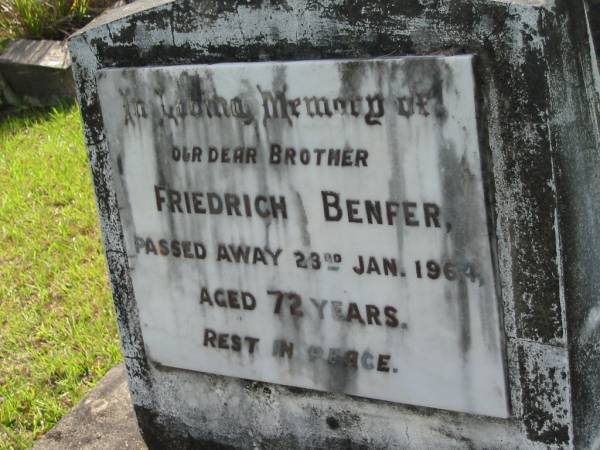 In Loving Memory of
OUR DEAR BROTHER
FRIEDRICH BENFER,
PASSED AWAY 23RD JAN. 1964,
AGED 72 YEARS.
REST IN PEACE.